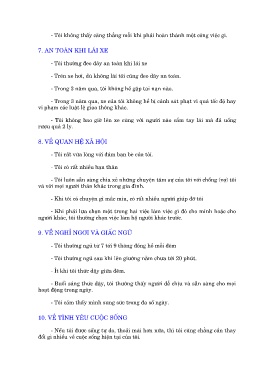 - Tôi không thấy căng thẳng mỗi khi phải hoàn thành một công việc gì.
7. AN TOÀN KHI LÁI XE
- Tôi thường đeo dây an toàn khi lái xe
- Trên xe hơi, dù không lái tôi cũng đeo dây an toàn.
- Trong 3 năm qua, tôi không hề gặp tai nạn nào.
- Trong 3 năm qua, xe của tôi không hề bị cảnh sát phạt vì quá tốc độ hay
vi phạm các luật lệ giao thông khác.
- Tôi không bao giờ lên xe cùng với người nào cầm tay lái mà đã uống
rượu quá 2 ly.
8. VỀ QUAN HỆ XÃ HỘI
- Tôi rất vừa lòng với đám bạn bè của tôi.
- Tôi có rất nhiều bạn thân
- Tôi luôn sẵn sàng chia xẻ những chuyện tâm sự của tôi với chồng (vợ) tôi
và với mọi người thân khác trong gia đình.
- Khi tôi có chuyện gì mắc míu, có rất nhiều người giúp đỡ tôi
- Khi phải lựa chọn một trong hai việc làm việc gì đó cho mình hoặc cho
người khác, tôi thường chọn việc làm hộ người khác trước.
9. VỀ NGHỈ NGƠI VÀ GIẤC NGỦ
- Tôi thường ngủ từ 7 tới 9 tiếng đồng hồ mỗi đêm
- Tôi thường ngủ sau khi lên giường nằm chưa tới 20 phút.
- Ít khi tôi thức dậy giữa đêm.
- Buổi sáng thức dậy, tôi thường thấy người dễ chịu và sẵn sàng cho mọi
hoạt động trong ngày.
- Tôi cảm thấy mình sung sức trong đa số ngày.
10. VỀ TÌNH YÊU CUỘC SỐNG
- Nếu tôi được sống tự do, thoải mái hơn nữa, thì tôi cũng chẳng cần thay
đổi gì nhiều về cuộc sống hiện tại của tôi.